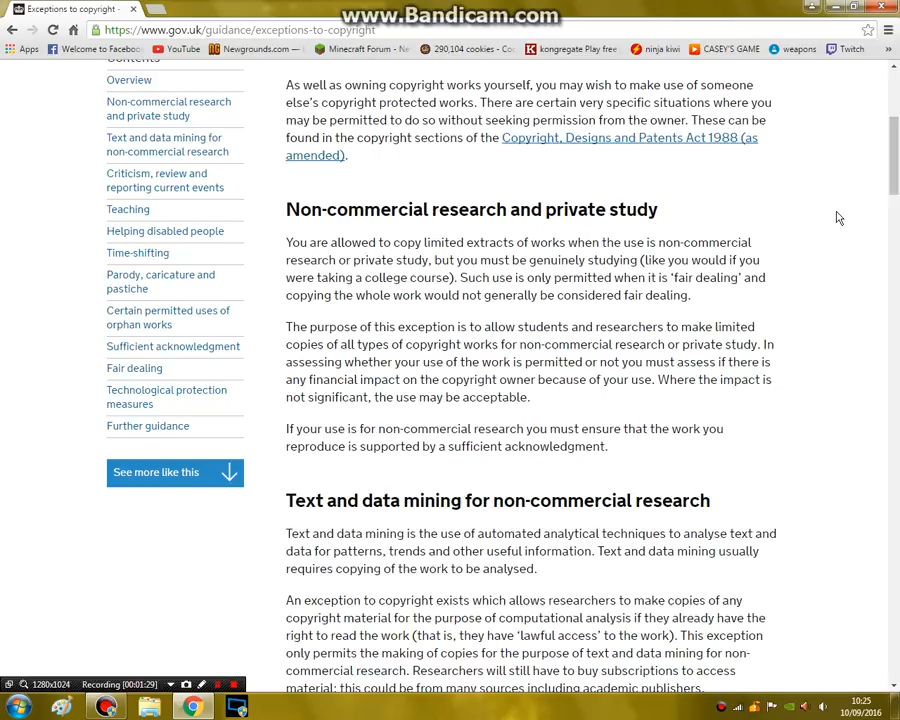 www.Bandicam.com
Exceptions to copyright -
https://www.gov.uk/guidance/exceptions-to-copyright
Apps
Welcome to Faceboo
YouTube
Newgrounds.com —
Minecraft Forum - Ne
290,104 cookies - Co
kongregate Play free
ninja kiwi
CASEY'S GAME
weapons
Twitch
»
Contents
Overview
Non-commercial research
and private study
Text and data mining for
non-commercial research
Criticism, review and
reporting current events
Teaching
Helping disabled people
Time-shifting
Parody, caricature and
pastiche
Certain permitted uses of
orphan works
Sufficient acknowledgment
Fair dealing
Technological protection
measures
Further guidance
See more like this
As well as owning copyright works yourself, you may wish to make use of someone
else's copyright protected works. There are certain very specific situations where you
may be permitted to do so without seeking permission from the owner. These can be
found in the copyright sections of the Copyright, Designs and Patents Act 1988 (as
amended).
Non-commercial research and private study
You are allowed to copy limited extracts of works when the use is non-commercial
research or private study, but you must be genuinely studying (like you would if you
were taking a college course). Such use is only permitted when it is 'fair dealing' and
copying the whole work would not generally be considered fair dealing.
The purpose of this exception is to allow students and researchers to make limited
copies of all types of copyright works for non-commercial research or private study. In
assessing whether your use of the work is permitted or not you must assess if there is
any financial impact on the copyright owner because of your use. Where the impact is
not significant, the use may be acceptable.
If your use is for non-commercial research you must ensure that the work you
reproduce is supported by a sufficient acknowledgment.
Text and data mining for non-commercial research
Text and data mining is the use of automated analytical techniques to analyse text and
data for patterns, trends and other useful information. Text and data mining usually
requires copying of the work to be analysed.
An exception to copyright exists which allows researchers to make copies of any
copyright material for the purpose of computational analysis if they already have the
right to read the work (that is, they have 'lawful access' to the work). This exception
only permits the making of copies for the purpose of text and data mining for non-
commercial research. Researchers will still have to buy subscriptions to access
material; this could be from many sources including academic publishers.
1280x1024
Recording [00:01:29]
10:25
10/09/2016